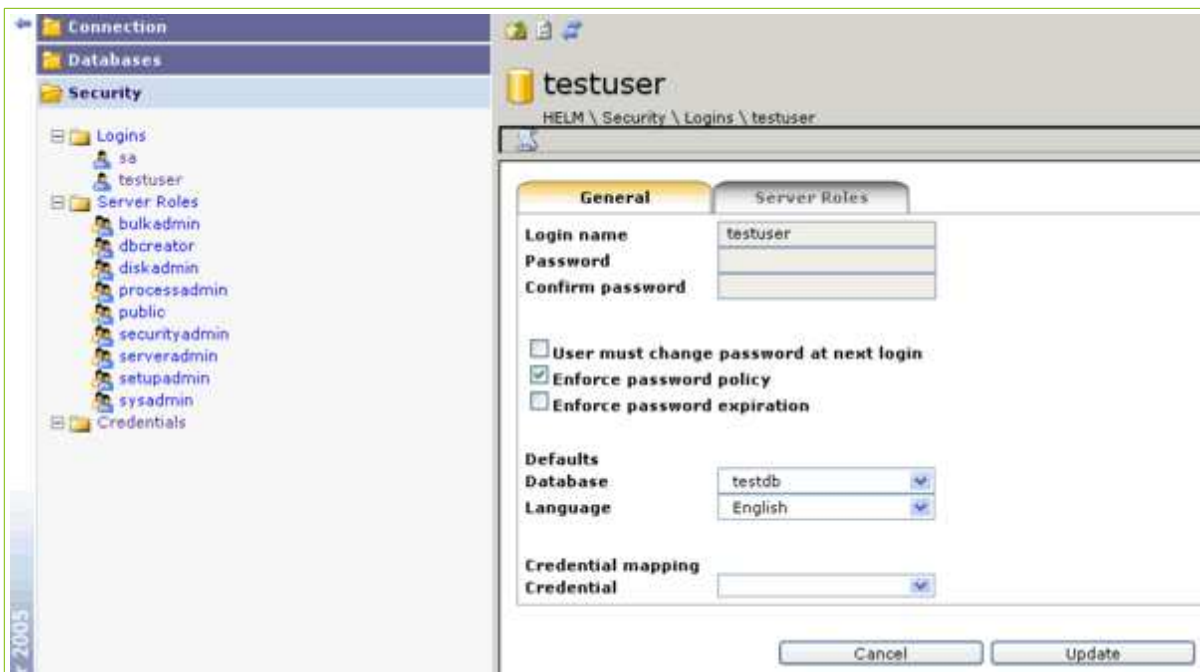 Connection
Databases
Security
Logins
sa
testuser
Server Roles
bulkadmin
dbcreator
diskadmin
processadmin
public
securityadmin
serveradmin
setupadmin
sysadmin
Credentials
r 2005
testuser
HELM \ Security \ Logins \ testuser
General Server Roles
Login name testuser
Password
Confirm password
User must change password at next login
Enforce password policy
Enforce password expiration
Defaults
Database testdb
Language English
Credential mapping
Credential
Cancel Update